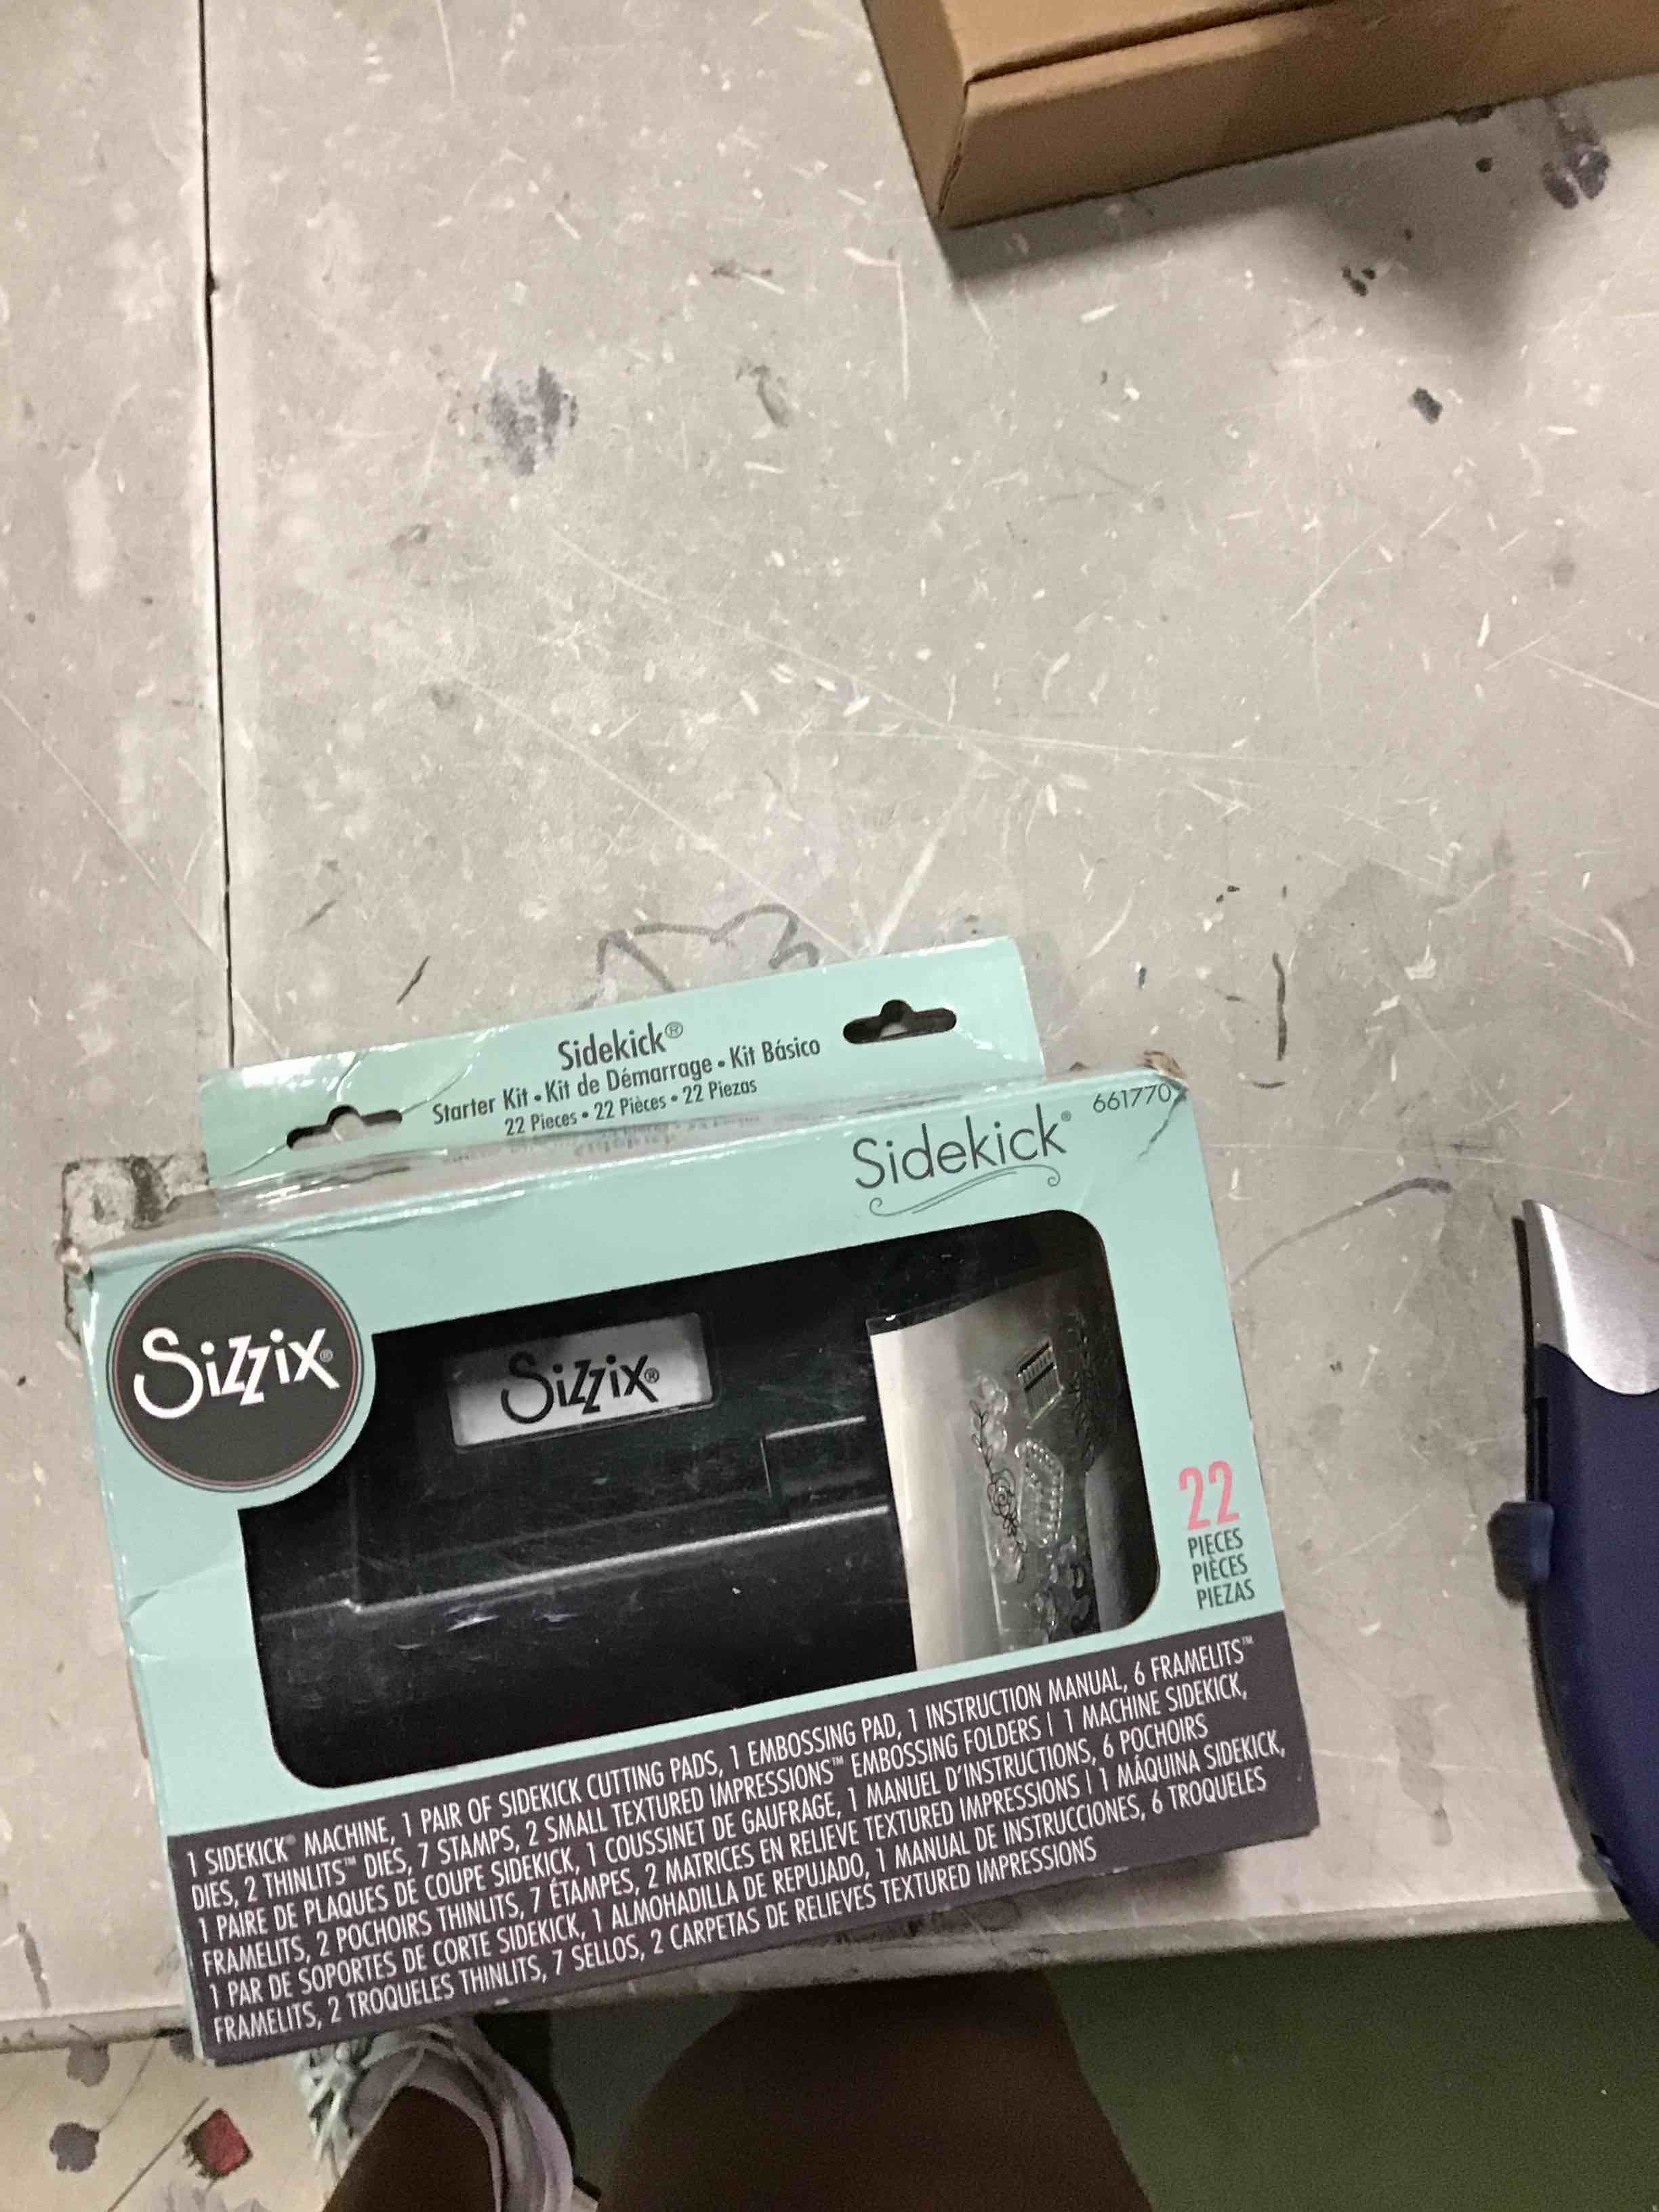 Sidekick®
Starter Kit • Kit de Démarrage • Kit Básico
22 Pieces • 22 Pièces • 22 Piezas
661770
Sidekick®
Sizzix®
Sizzix®
22
PIECES
PIÈCES
PIEZAS
1 SIDEKICK® MACHINE, 1 PAIR OF SIDEKICK CUTTING PADS, 1 EMBOSSING PAD, 1 INSTRUCTION MANUAL, 6 FRAMELITS™
DIES, 2 THINLITS™ DIES, 7 STAMPS, 2 SMALL TEXTURED IMPRESSIONS™ EMBOSSING FOLDERS | 1 MACHINE SIDEKICK,
1 PAIRE DE PLAQUES DE COUPE SIDEKICK, 1 COUSSINET DE GAUFRAGE, 1 MANUEL D'INSTRUCTIONS, 6 POCHOIRS
FRAMELITS, 2 POCHOIRS THINLITS, 7 ÉTAMPES, 2 MATRICES EN RELIEVE TEXTURED IMPRESSIONS | 1 MÁQUINA SIDEKICK,
1 PAR DE SOPORTES DE CORTE SIDEKICK, 1 ALMOHADILLA DE REPUJADO, 1 MANUAL DE INSTRUCCIONES, 6 TROQUELES
FRAMELITS, 2 TROQUELES THINLITS, 7 SELLOS, 2 CARPETAS DE RELIEVES TEXTURED IMPRESSIONS